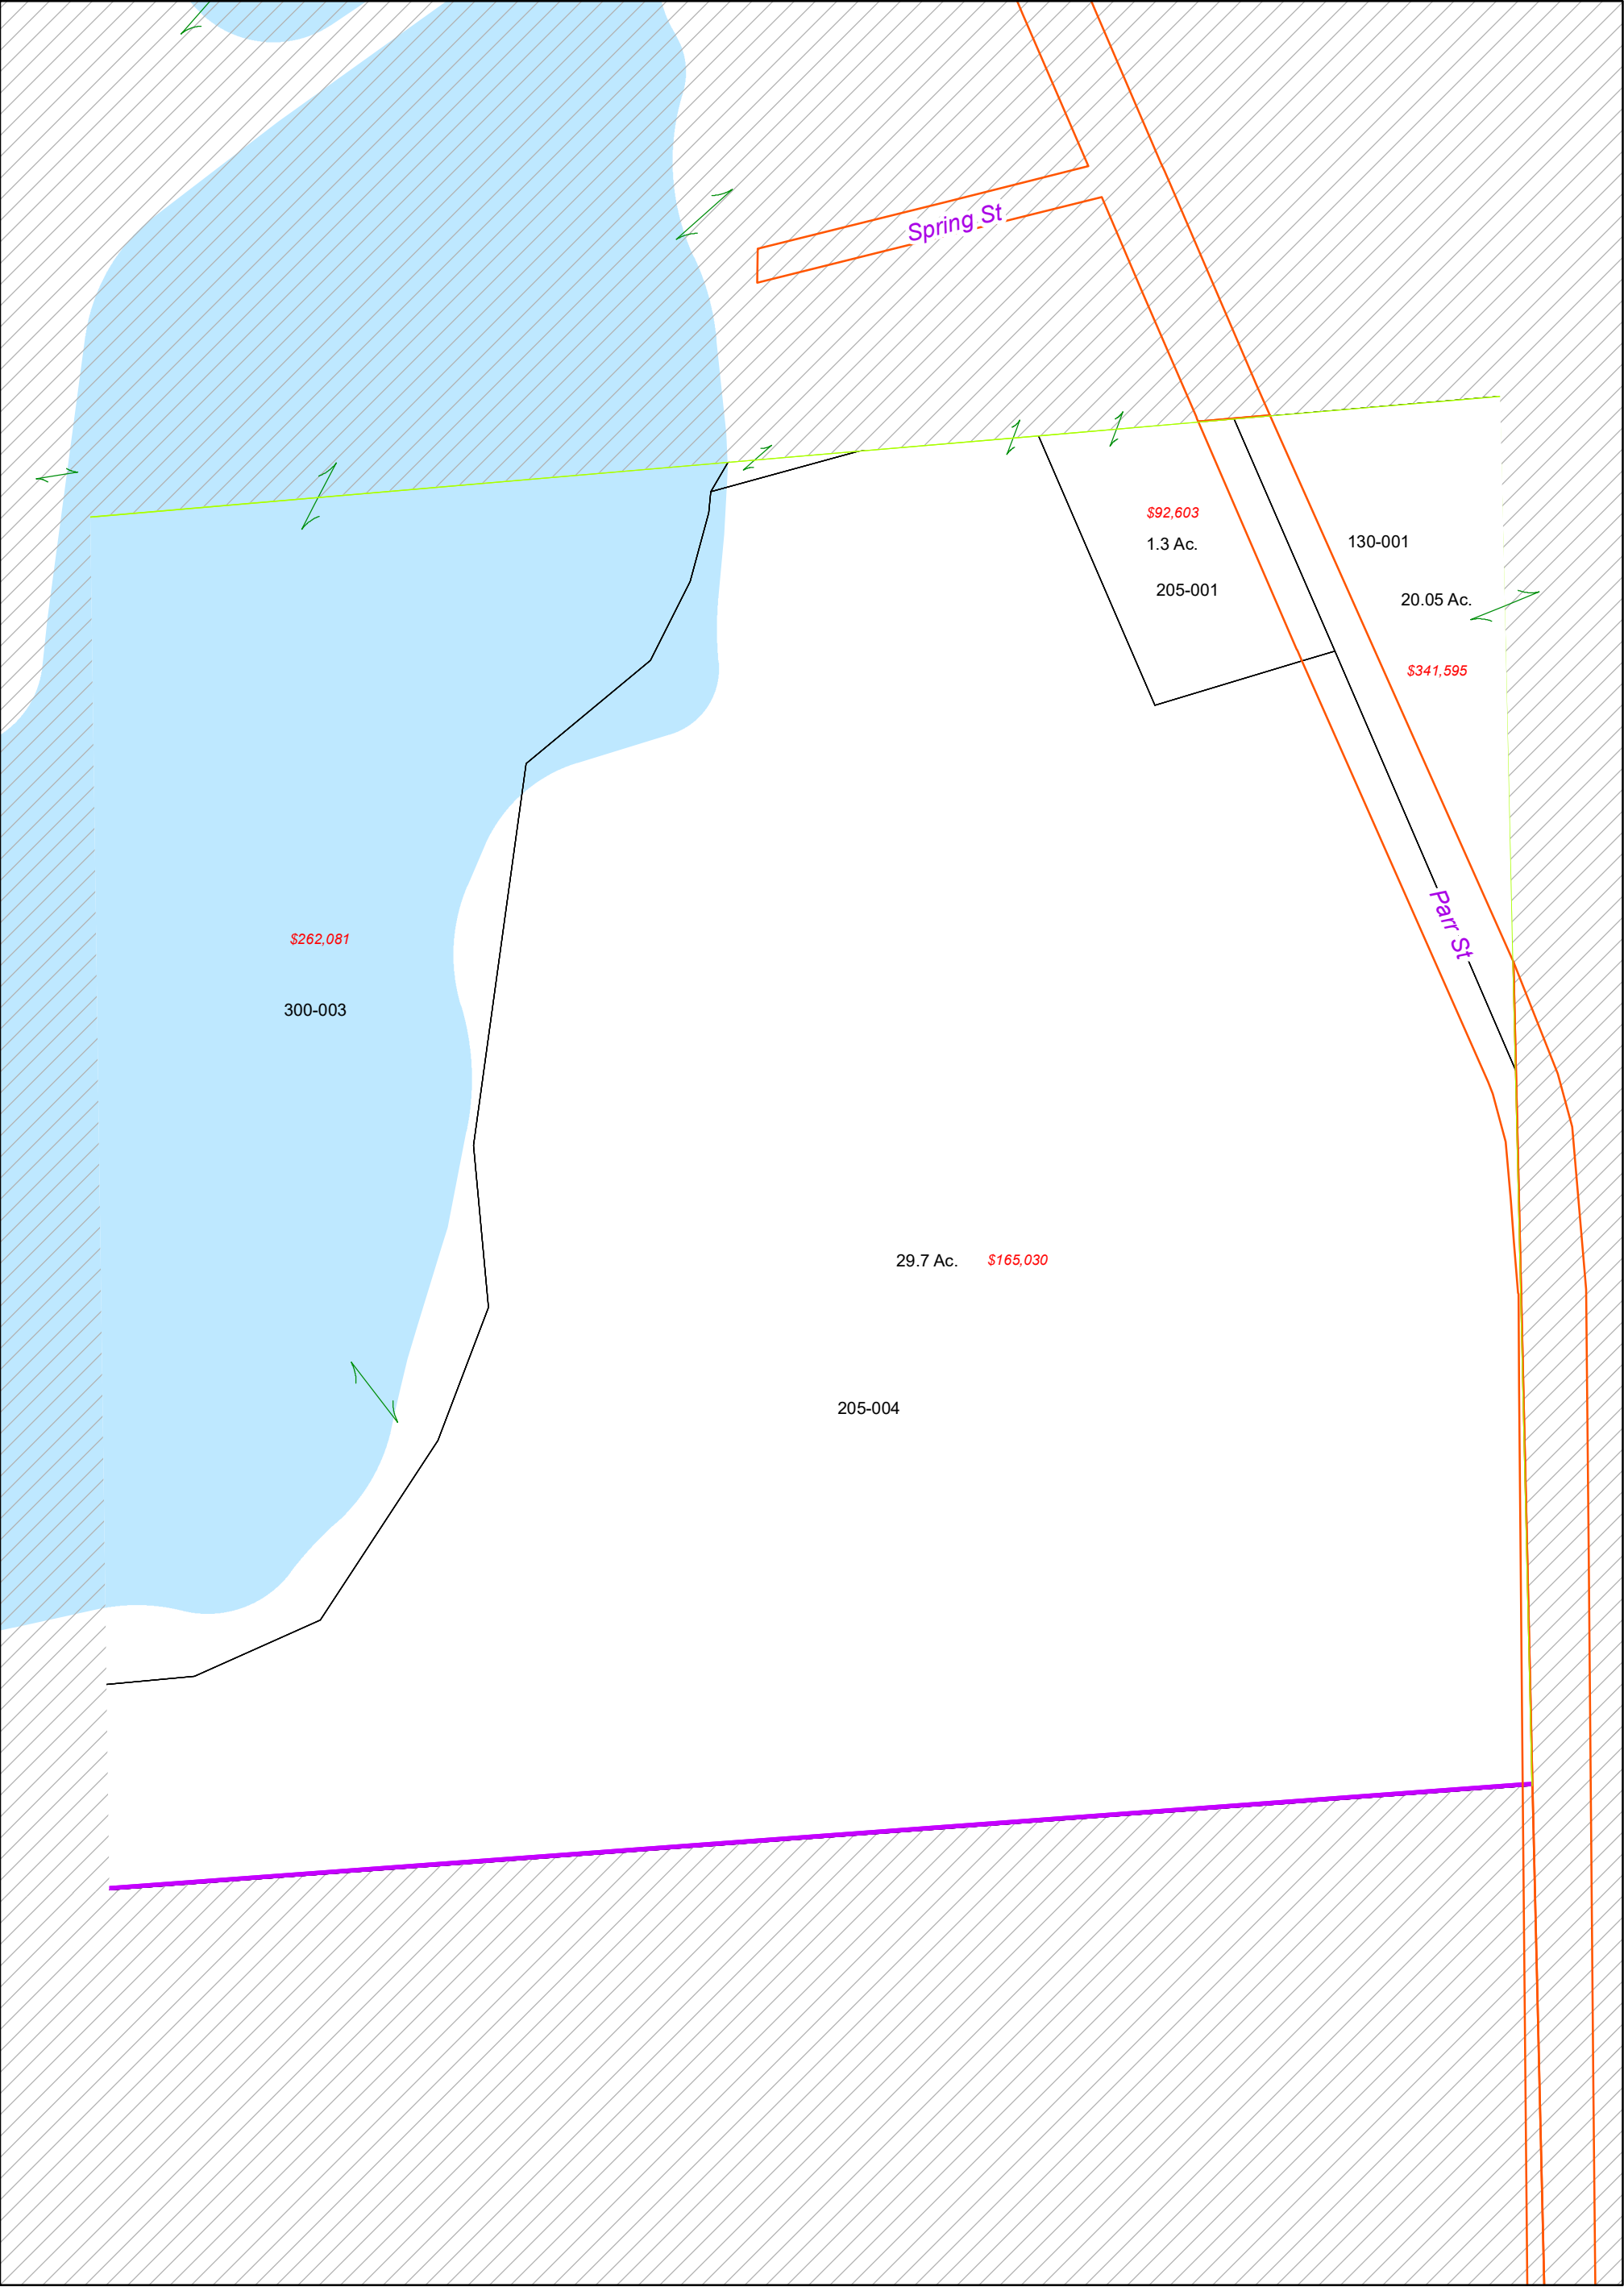 Spring St
$92,603
1.3 Ac.
205-001
130-001
20.05 Ac.
$341,595
Parr St
$262,081
300-003
29.7 Ac. $165,030
205-004